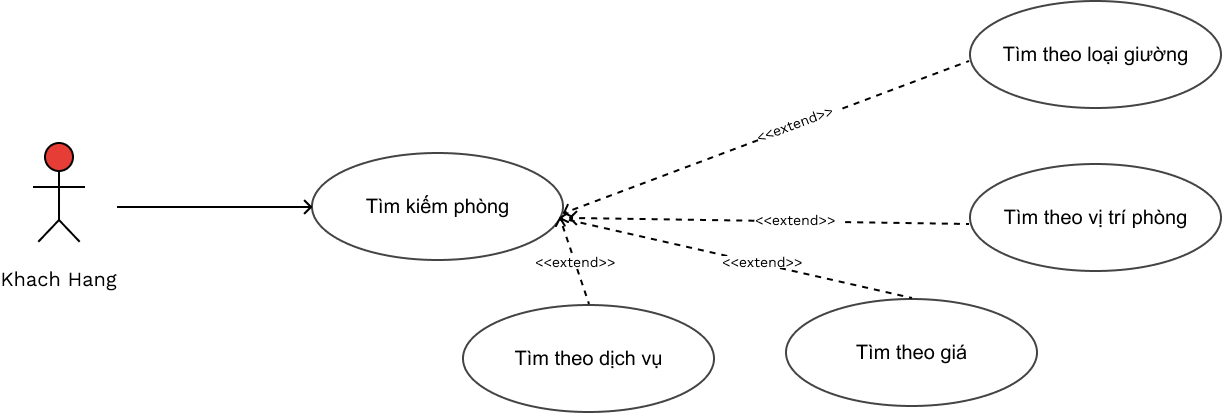 Tìm theo loại giường
<<extend>>
Tìm kiếm phòng
Tìm theo vị trí phòng
<<extend>>
<<extend>>
<<extend>>
Khach Hang
Tìm theo dịch vụ
Tìm theo giá